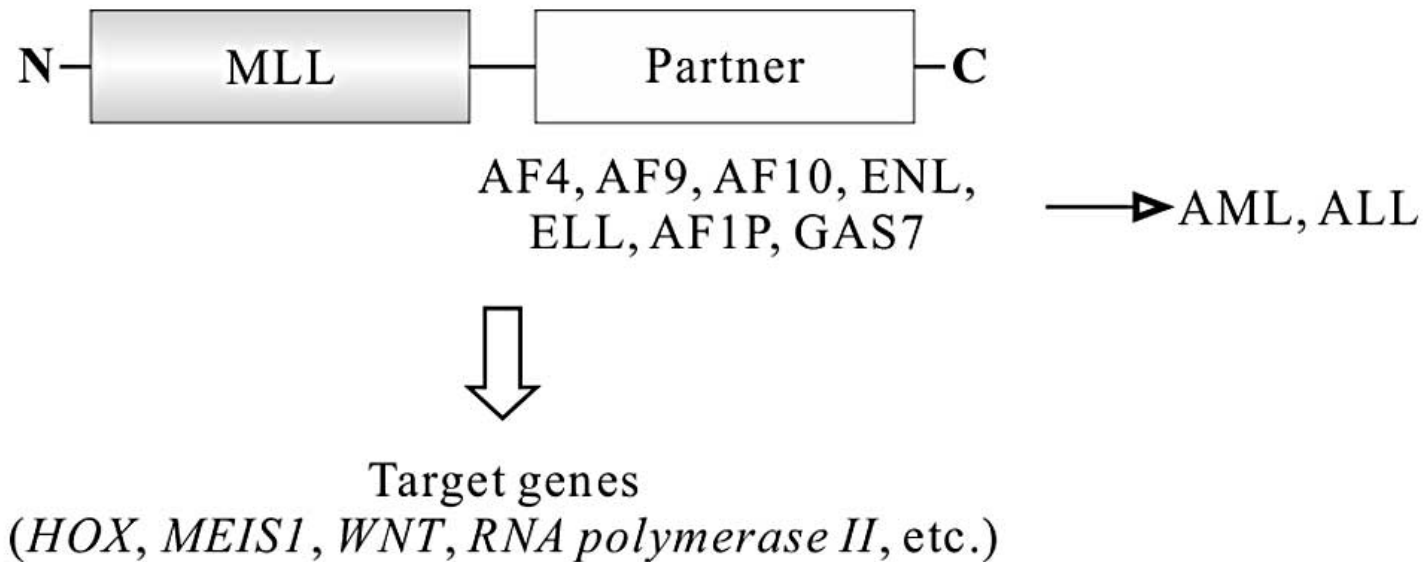 N MLL Partner C
AF4, AF9, AF10, ENL,
ELL, AF1P, GAS7
AML, ALL
Target genes
(HOX, MEIS1, WNT, RNA polymerase II, etc.)